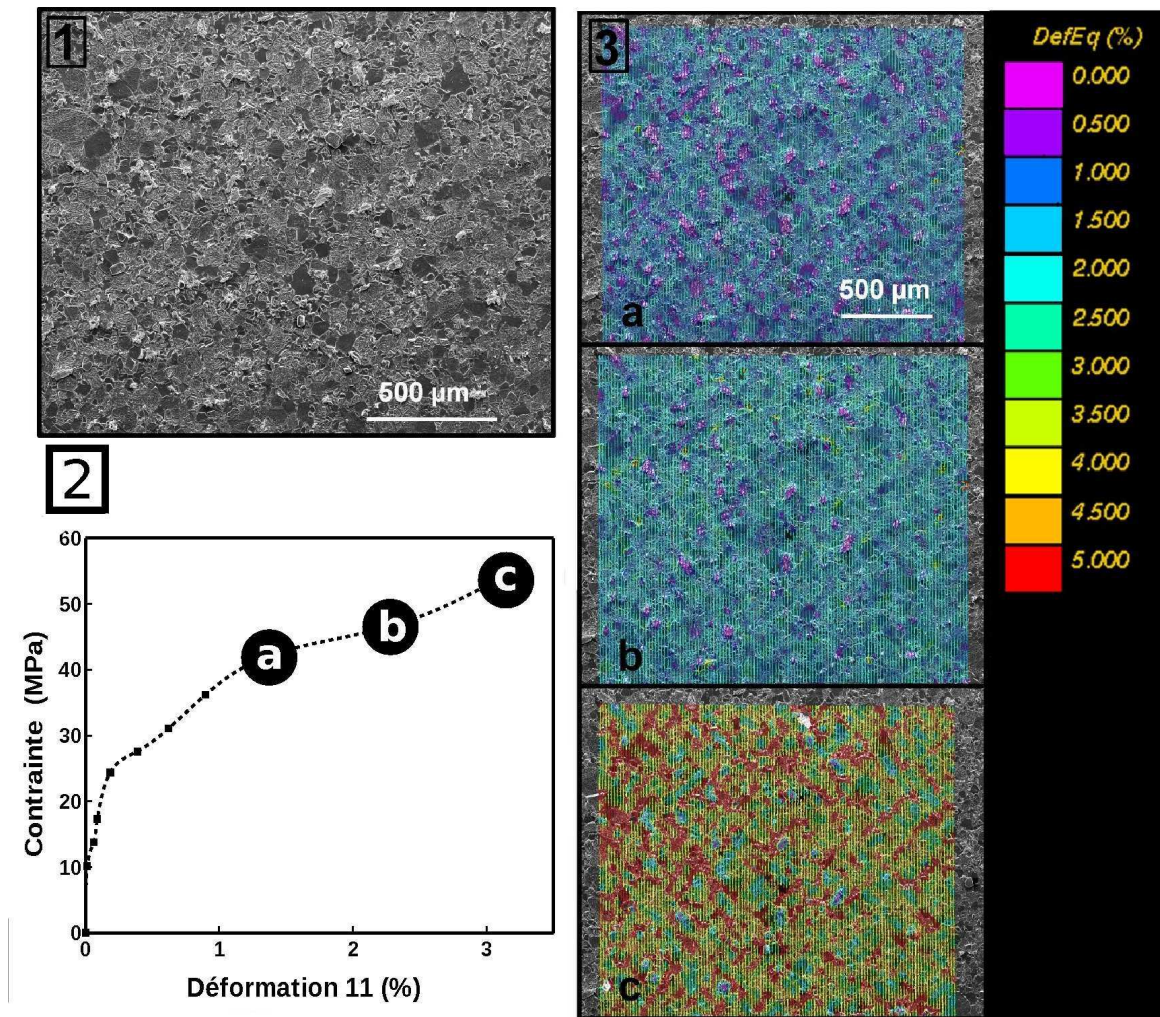 1
500 µm
2
60
50
40
30
20
10
0
0 1 2 3
Contrainte (MPa)
Déformation 11 (%)
a
b
c
3
500 µm
a
b
c
DefEq (%)
0.000
0.500
1.000
1.500
2.000
2.500
3.000
3.500
4.000
4.500
5.000